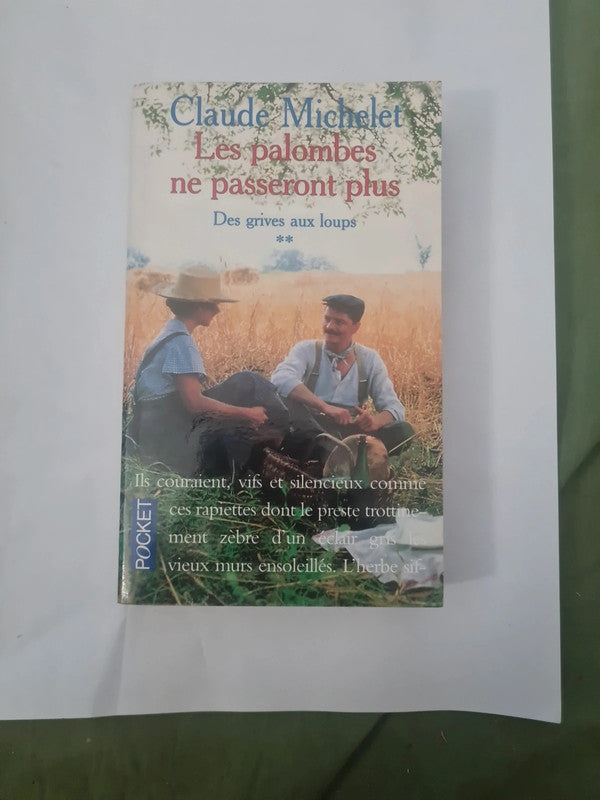 Claude Michelet
Les palombes
ne passeront plus
Des grives aux loups
**
Ils couraient, vifs et silencieux comme
ces rapiettes dont le preste trottine-
ment zèbre d'un éclair gris les
vieux murs ensoleillés. L'herbe sif-
POCKET